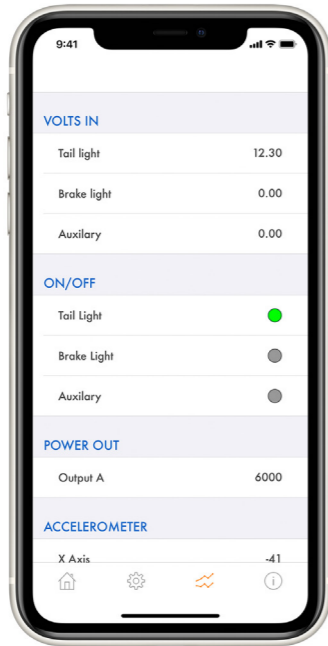 9:41
VOLTS IN
Tail light 12.30
Brake light 0.00
Auxilary 0.00
ON/OFF
Tail Light
Brake Light
Auxilary
POWER OUT
Output A 6000
ACCELEROMETER
X Axis -41